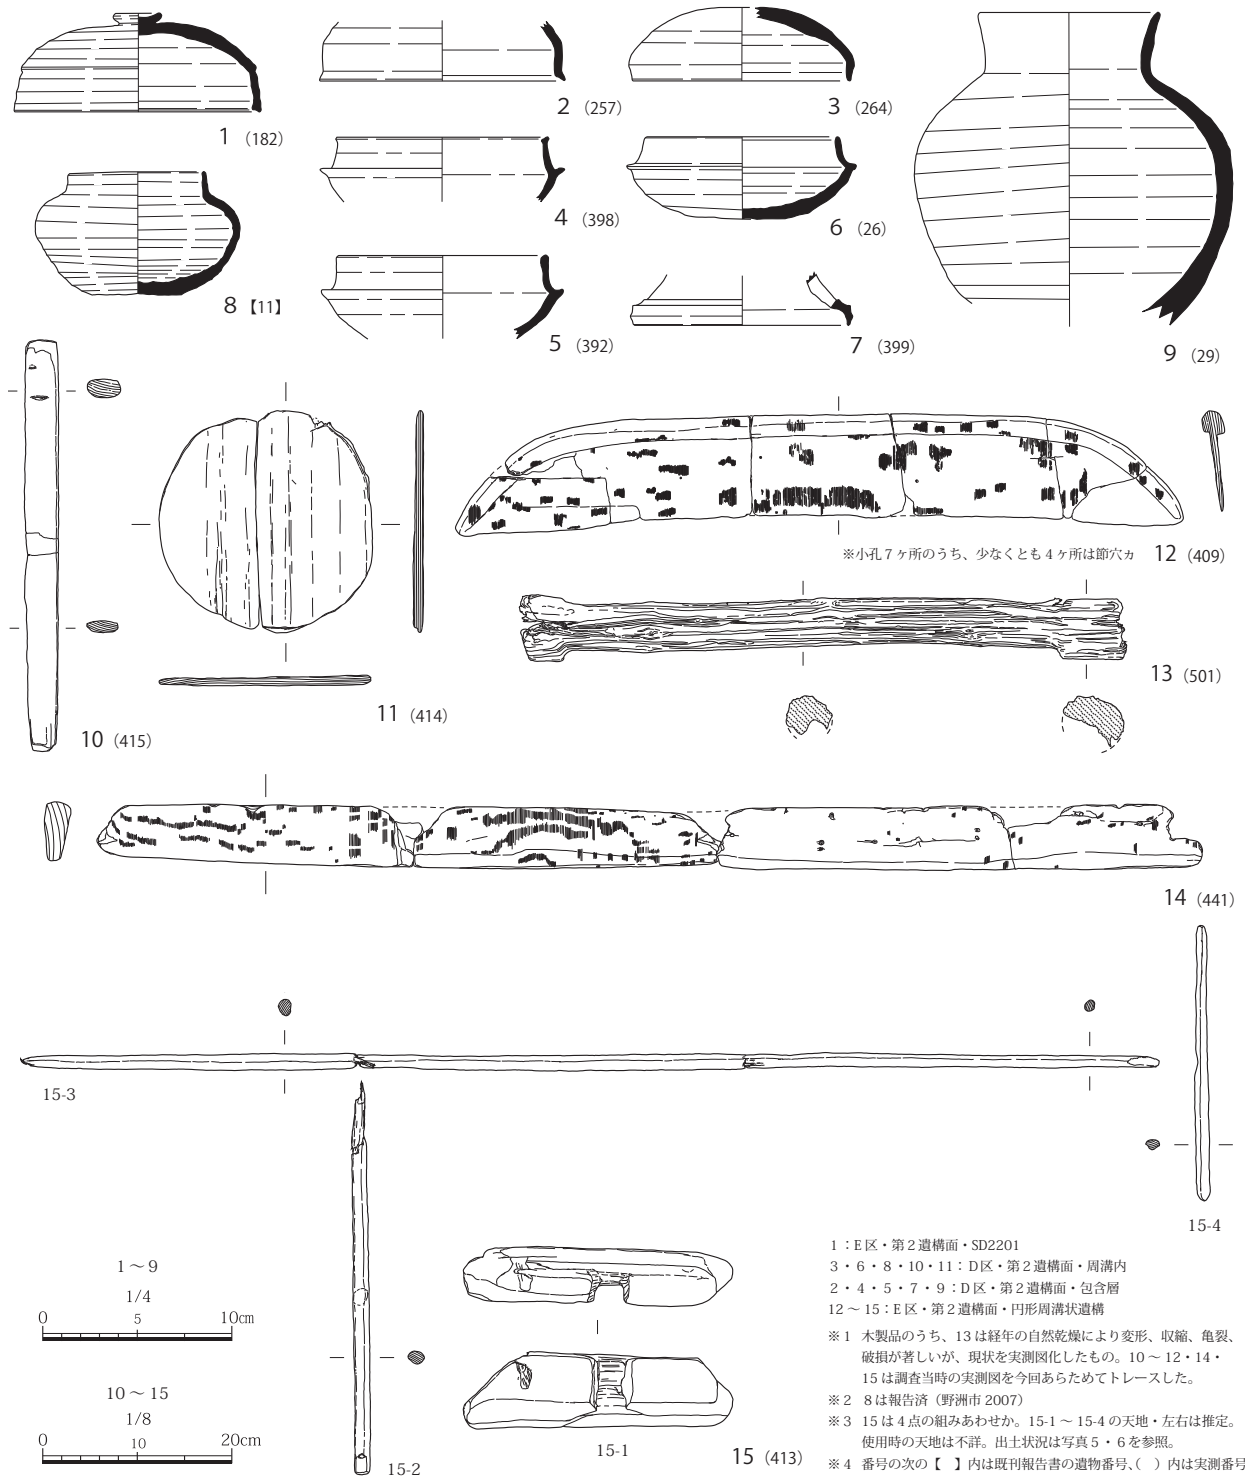 1 (182)
2 (257)
3 (264)
4 (398)
6 (26)
8【11】
5 (392)
7 (399)
9 (29)
※小孔7ヶ所のうち、少なくとも4ヶ所は節穴ヵ
12 (409)
13 (501)
11 (414)
10 (415)
14 (441)
15-3
15-4
1～9
1/4
0 5 10cm
10～15
1/8
0 10 20cm
15-2
15-1
15 (413)
1：E区・第2遺構面・SD2201
3・6・8・10・11：D区・第2遺構面・周溝内
2・4・5・7・9：D区・第2遺構面・包含層
12～15：E区・第2遺構面・円形周溝状遺構
※1 木製品のうち、13は経年の自然乾燥により変形、収縮、亀裂、
破損が著しいが、現状を実測図化したもの。10～12・14・
15は調査当時の実測図を今回あらためてトレースした。
※2 8は報告済（野洲市2007）
※3 15は4点の組みあわせか。15-1～15-4の天地・左右は推定。
使用時の天地は不詳。出土状況は写真5・6を参照。
※4 番号の次の【 】内は既刊報告書の遺物番号、（ ）内は実測番号